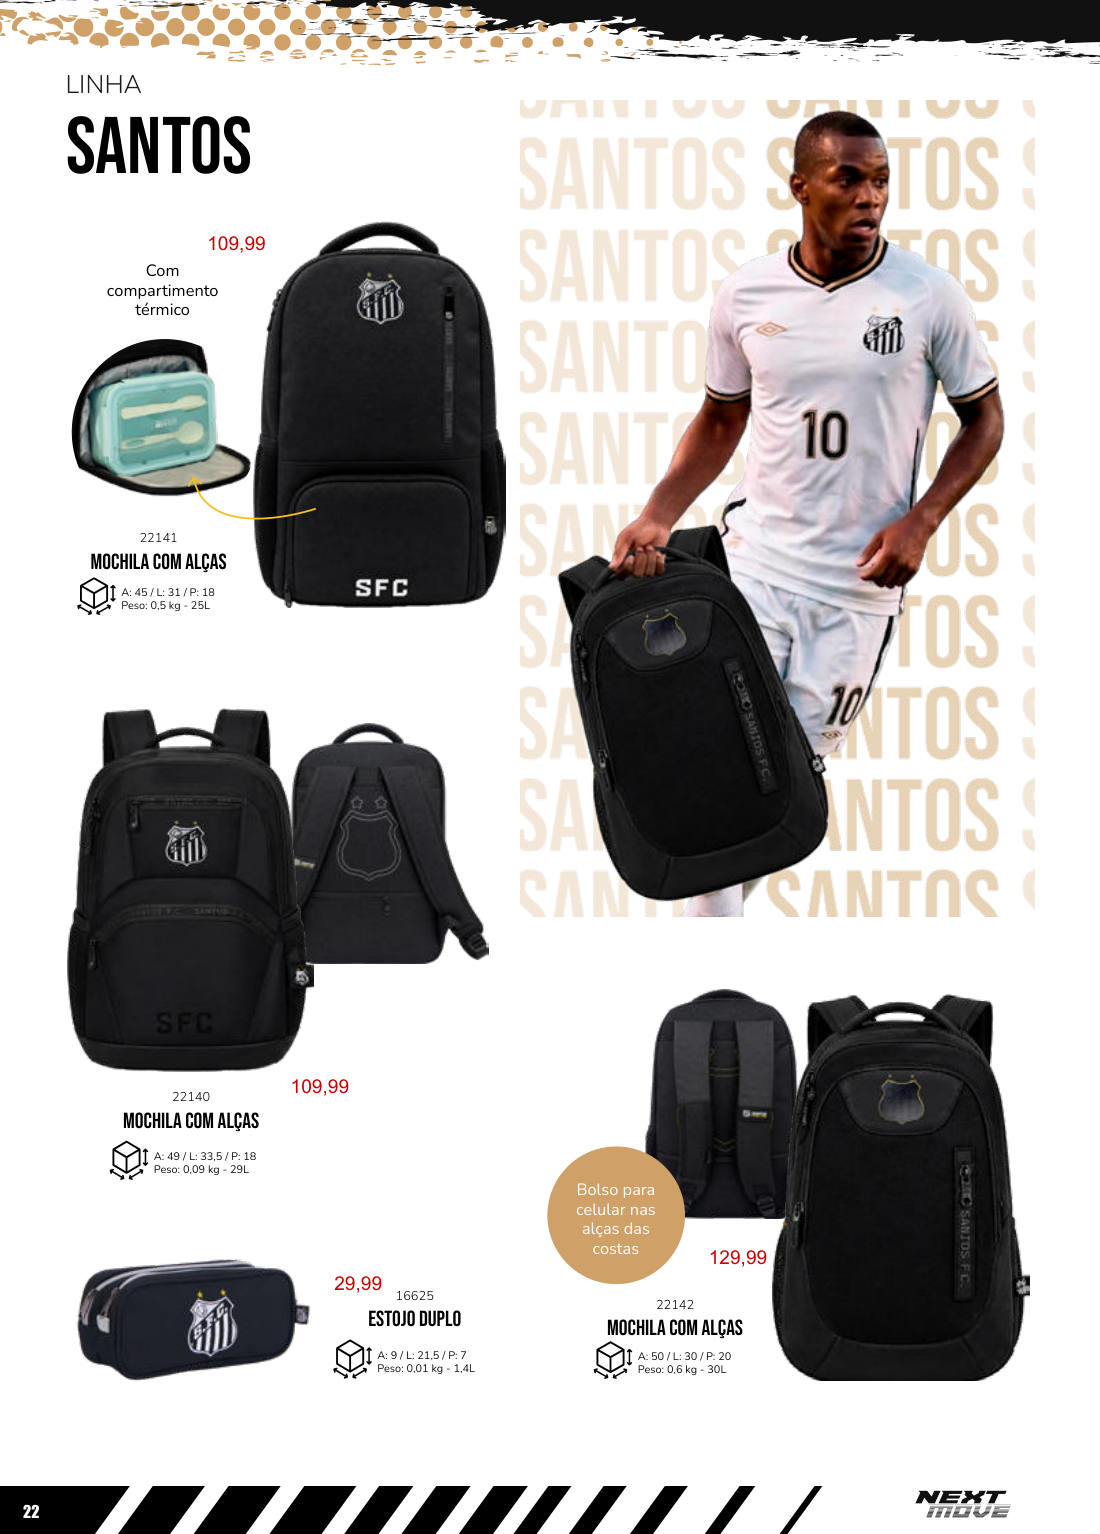 LINHA
SANTOS
109,99
Com
compartimento
térmico
SFC
22141
MOCHILA COM ALÇAS
A: 45 / L: 31 / P: 18
Peso: 0,5 kg - 25L
SANTOS SANTOS
SANTOS
10
10
SANTOS F.C.
SFC
22140
109,99
MOCHILA COM ALÇAS
A: 49 / L: 33,5 / P: 18
Peso: 0,09 kg - 29L
29,99
16625
ESTOJO DUPLO
A: 9 / L: 21,5 / P: 7
Peso: 0,01 kg - 1,4L
Bolso para
celular nas
alças das
costas
129,99
22142
MOCHILA COM ALÇAS
A: 50 / L: 30 / P: 20
Peso: 0,6 kg - 30L
SANTOS F.C.
22
NEXT
MOVE